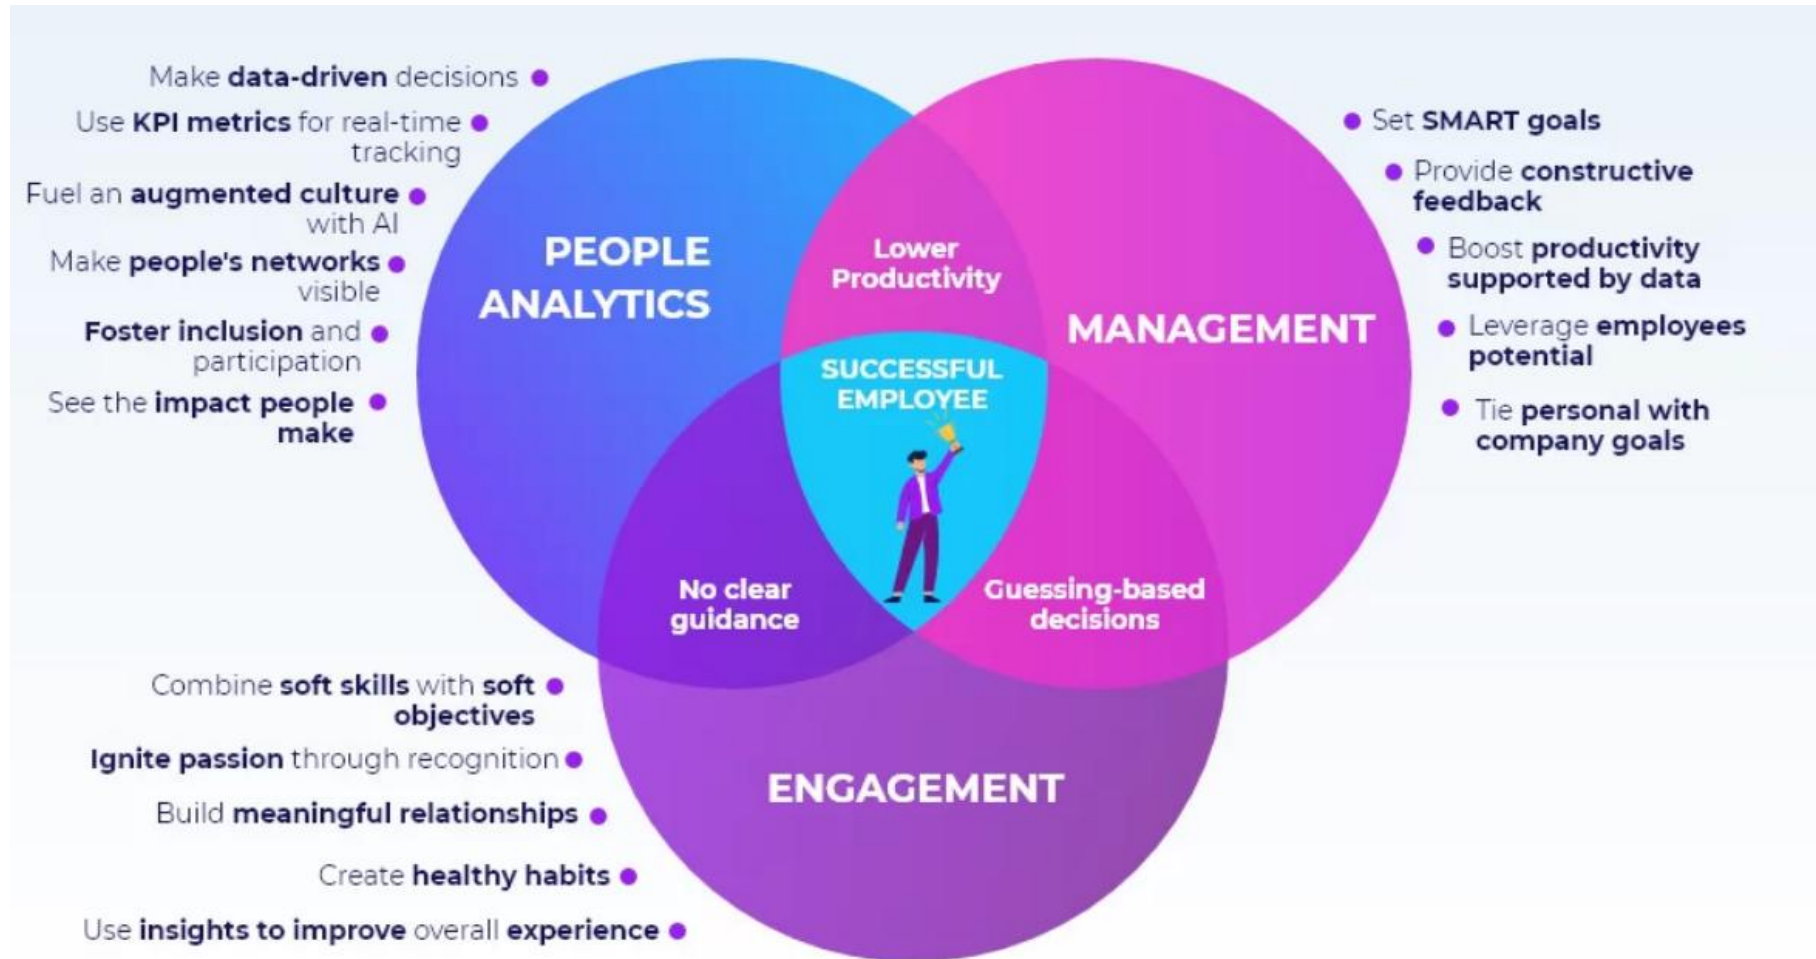 Make data-driven decisions
Use KPI metrics for real-time
tracking
Fuel an augmented culture
with AI
Make people's networks
visible
Foster inclusion and
participation
See the impact people
make
PEOPLE
ANALYTICS
Lower
Productivity
MANAGEMENT
Set SMART goals
Provide constructive
feedback
Boost productivity
supported by data
Leverage employees
potential
Tie personal with
company goals
SUCCESSFUL
EMPLOYEE
No clear
guidance
Guessing-based
decisions
Combine soft skills with soft
objectives
Ignite passion through recognition
Build meaningful relationships
Create healthy habits
Use insights to improve overall experience
ENGAGEMENT